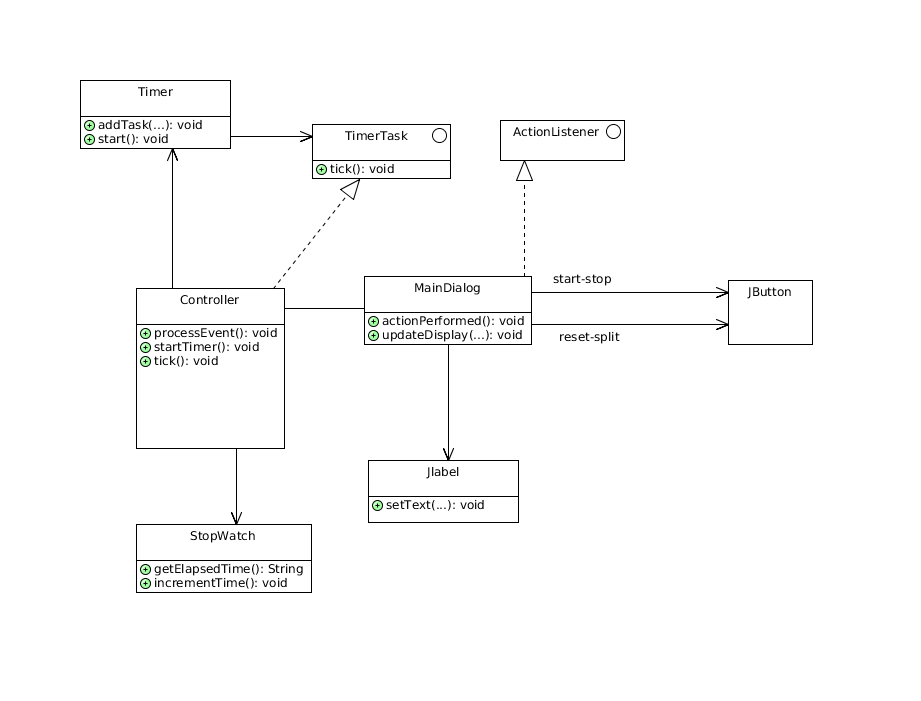 Timer
addTask(...): void
start(): void
TimerTask
tick(): void
ActionListener
Controller
processEvent(): void
startTimer(): void
tick(): void
MainDialog
actionPerformed(): void
updateDisplay(...): void
start-stop
reset-split
JButton
Jlabel
setText(...): void
StopWatch
getElapsedTime(): String
incrementTime(): void